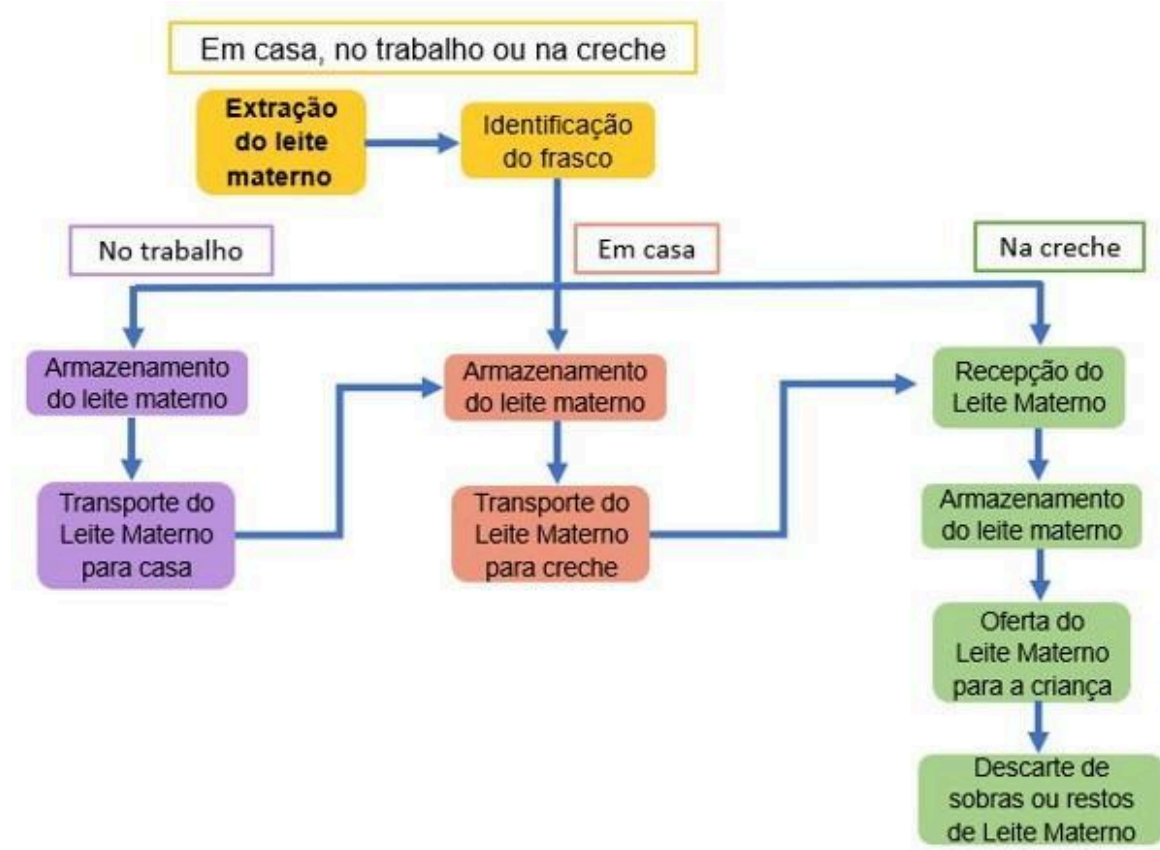 Em casa, no trabalho ou na creche
Extração
do leite
materno
Identificação
do frasco
No trabalho
Em casa
Na creche
Armazenamento
do leite materno
Transporte do
Leite Materno
para casa
Armazenamento
do leite materno
Transporte do
Leite Materno
para creche
Recepção do
Leite Materno
Armazenamento
do leite materno
Oferta do
Leite Materno
para a criança
Descarte de
sobras ou restos
de Leite Materno